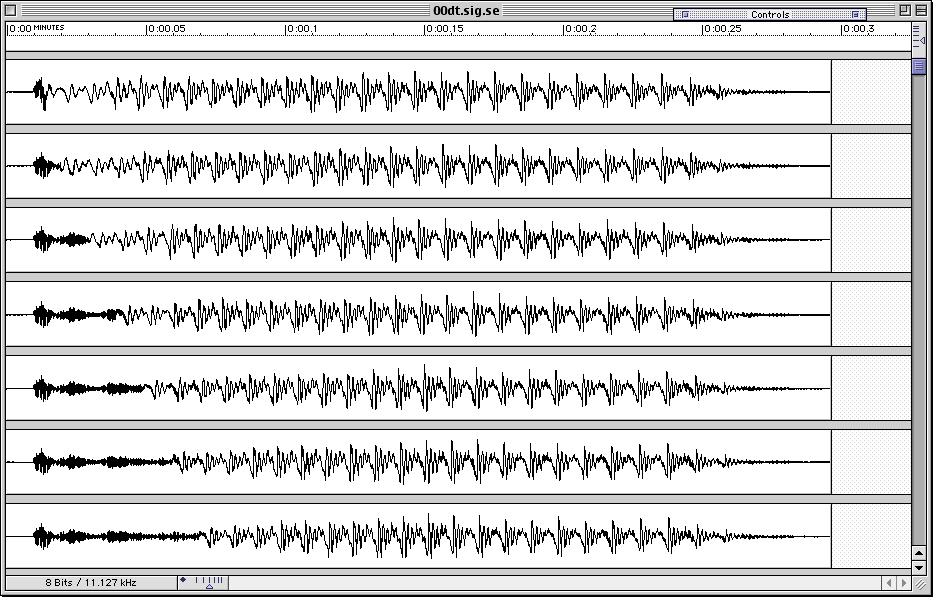 00dt.sig.se
Controls
0:00 MINUTES 0:00.05 0:00.1 0:00.15 0:00.2 0:00.25 0:00.3
8 Bits / 11.127 kHz